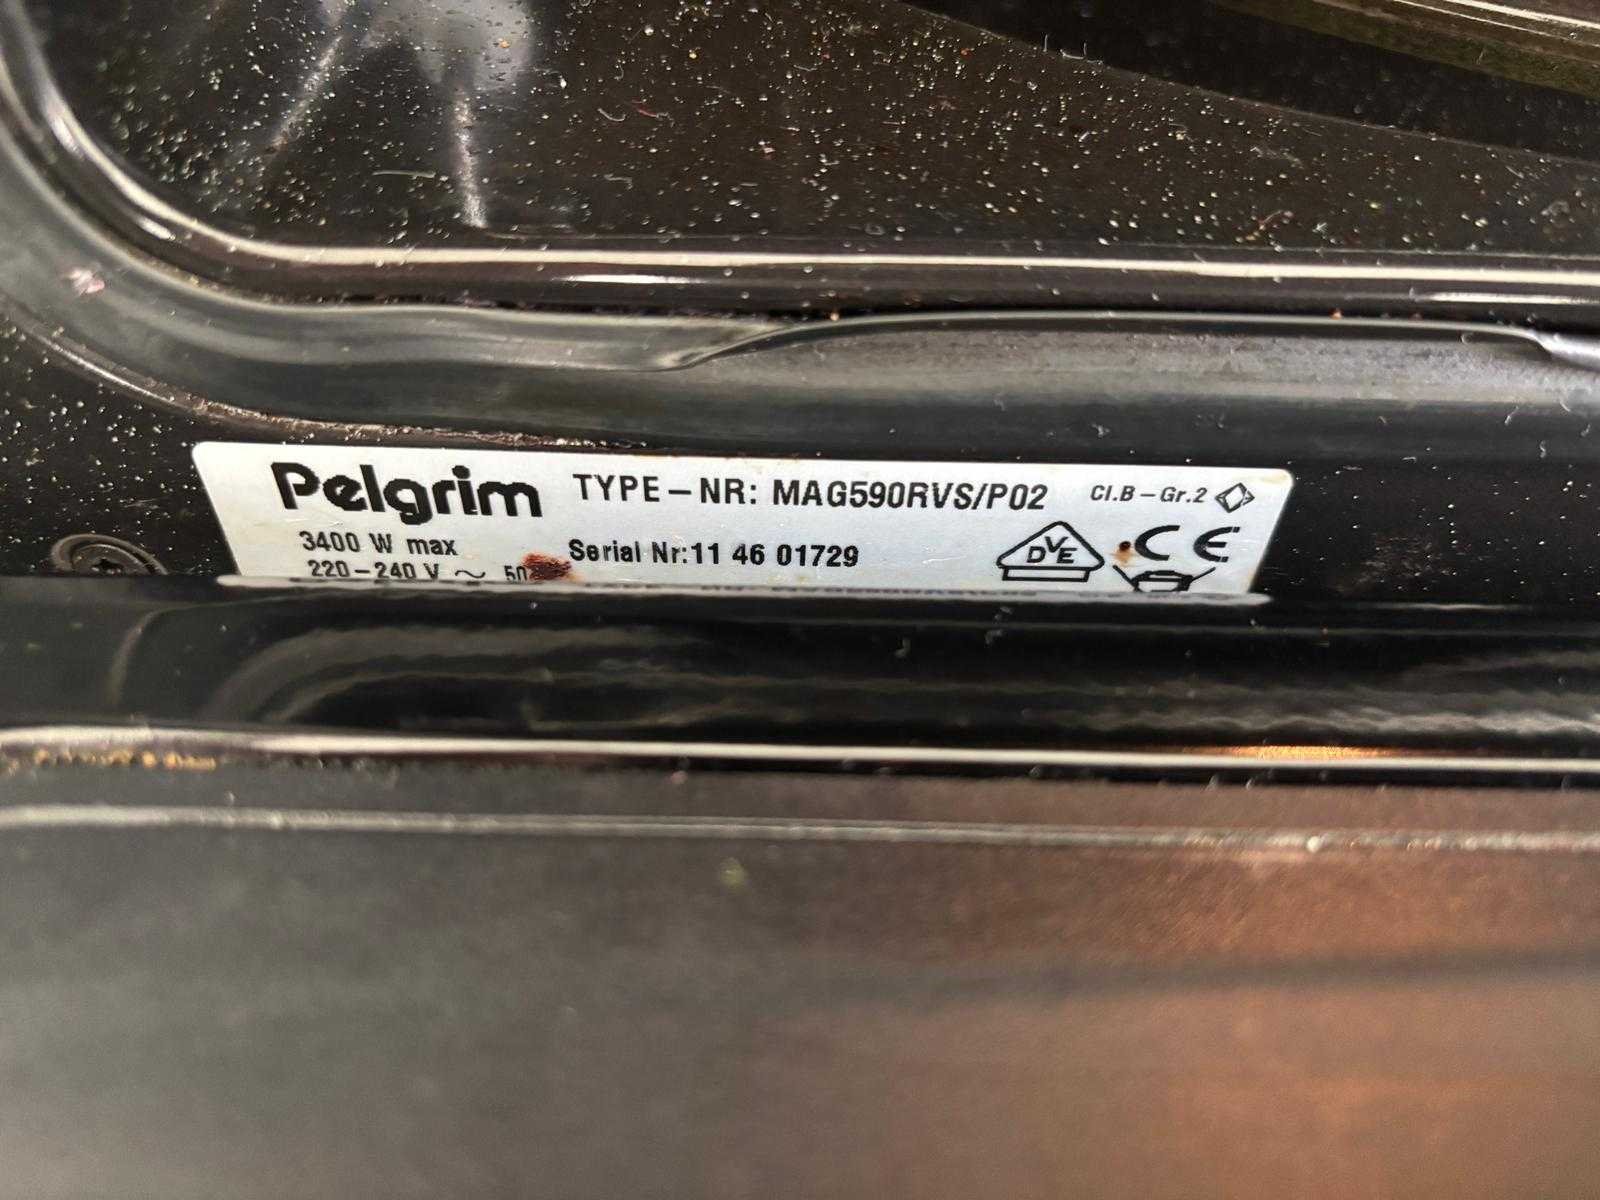 Pelgrim TYPE-NR: MAG590RVS/P02 Cl.B-Gr.2
3400 W max Serial Nr:11 46 01729 DVE CE
220-240 V ~ 50